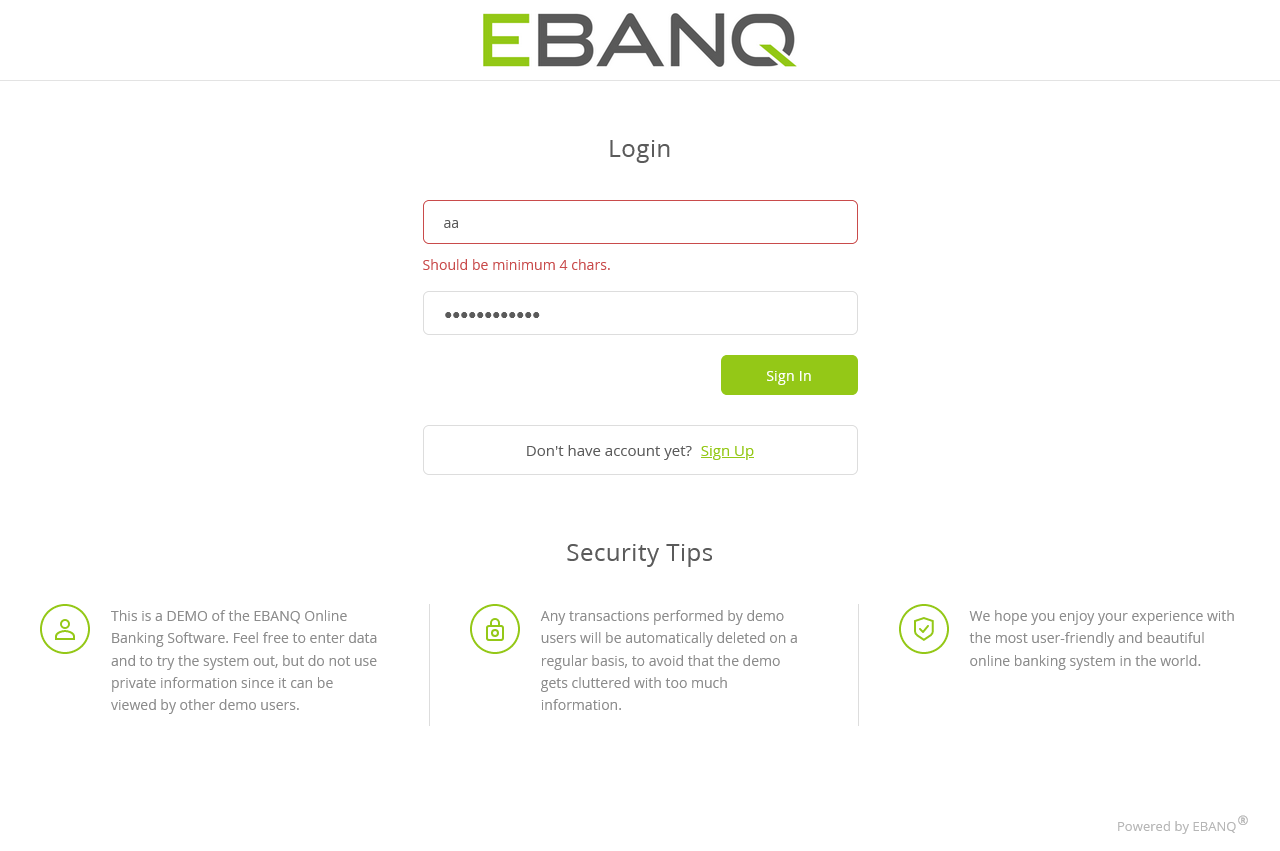 EBANQ
Login
aa
Should be minimum 4 chars.
••••••••••••
Sign In
Don't have account yet? Sign Up
Security Tips
This is a DEMO of the EBANQ Online
Banking Software. Feel free to enter data
and to try the system out, but do not use
private information since it can be
viewed by other demo users.
Any transactions performed by demo
users will be automatically deleted on a
regular basis, to avoid that the demo
gets cluttered with too much
information.
We hope you enjoy your experience with
the most user-friendly and beautiful
online banking system in the world.
Powered by EBANQ®